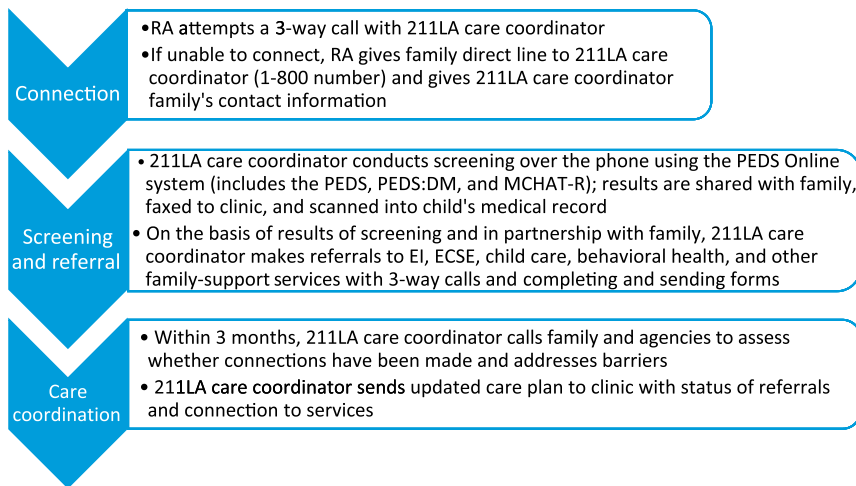 Connection
•RA attempts a 3-way call with 211LA care coordinator
•If unable to connect, RA gives family direct line to 211LA care
coordinator (1-800 number) and gives 211LA care coordinator
family's contact information
Screening
and referral
• 211LA care coordinator conducts screening over the phone using the PEDS Online
system (includes the PEDS, PEDS:DM, and MCHAT-R); results are shared with family,
faxed to clinic, and scanned into child's medical record
• On the basis of results of screening and in partnership with family, 211LA care
coordinator makes referrals to EI, ECSE, child care, behavioral health, and other
family-support services with 3-way calls and completing and sending forms
Care
coordination
• Within 3 months, 211LA care coordinator calls family and agencies to assess
whether connections have been made and addresses barriers
• 211LA care coordinator sends updated care plan to clinic with status of referrals
and connection to services